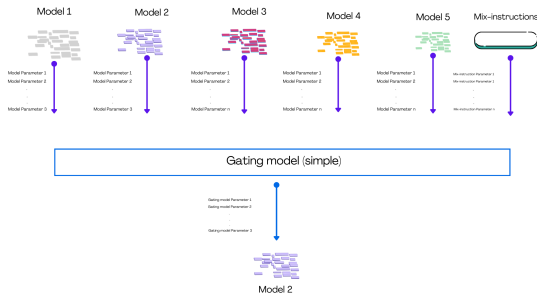 Model 1
Model 2
Model 3
Model 4
Model 5
Mix-instructions
Model Parameter 1
Model Parameter 2
Model Parameter 3
Model Parameter 1
Model Parameter 2
Model Parameter 3
Model Parameter 1
Model Parameter 2
Model Parameter n
Model Parameter 1
Model Parameter 2
Model Parameter n
Model Parameter 1
Model Parameter 2
Model Parameter n
Mix-instruction Parameter 1
Mix-instruction Parameter 1
Mix-instruction Parameter n
Gating model (simple)
Gating model Parameter 1
Gating model Parameter 2
Gating model Parameter 3
Model 2